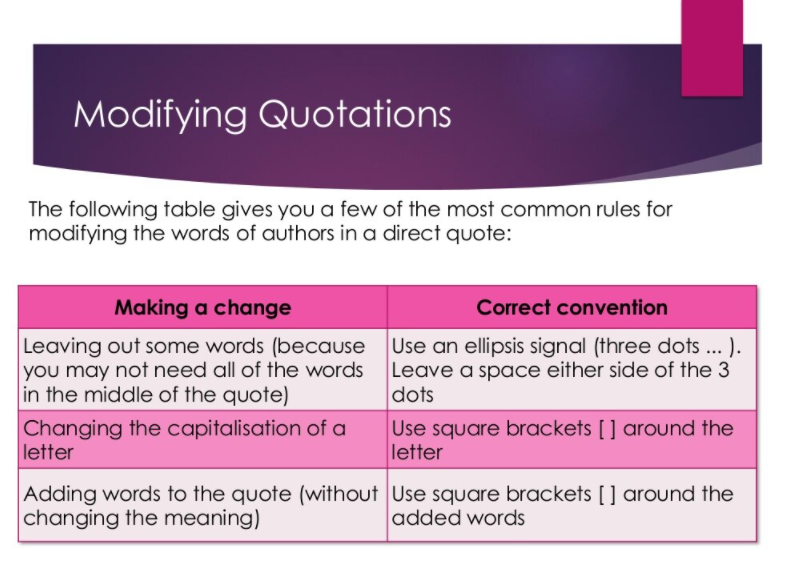 Modifying Quotations
The following table gives you a few of the most common rules for
modifying the words of authors in a direct quote:
Making a change
Correct convention
Leaving out some words (because
you may not need all of the words
in the middle of the quote)
Use an ellipsis signal (three dots ... ).
Leave a space either side of the 3
dots
Changing the capitalisation of a
letter
Use square brackets [ ] around the
letter
Adding words to the quote (without
changing the meaning)
Use square brackets [ ] around the
added words